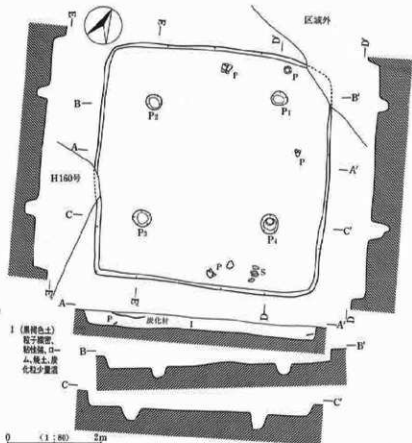 区域外
E'
D'
E'
D'
P
P
B
P2
P1
B'
A
P
A'
H160号
C
P3
P4
C'
P
S
E
E
D
D
A
P
炭化材
I
A'
I (黒褐色土)
粒子緻密、
粘性強、ロー
ム、焼土、炭
化粒少量混
B
B'
C
C'
0 (1:80) 2m